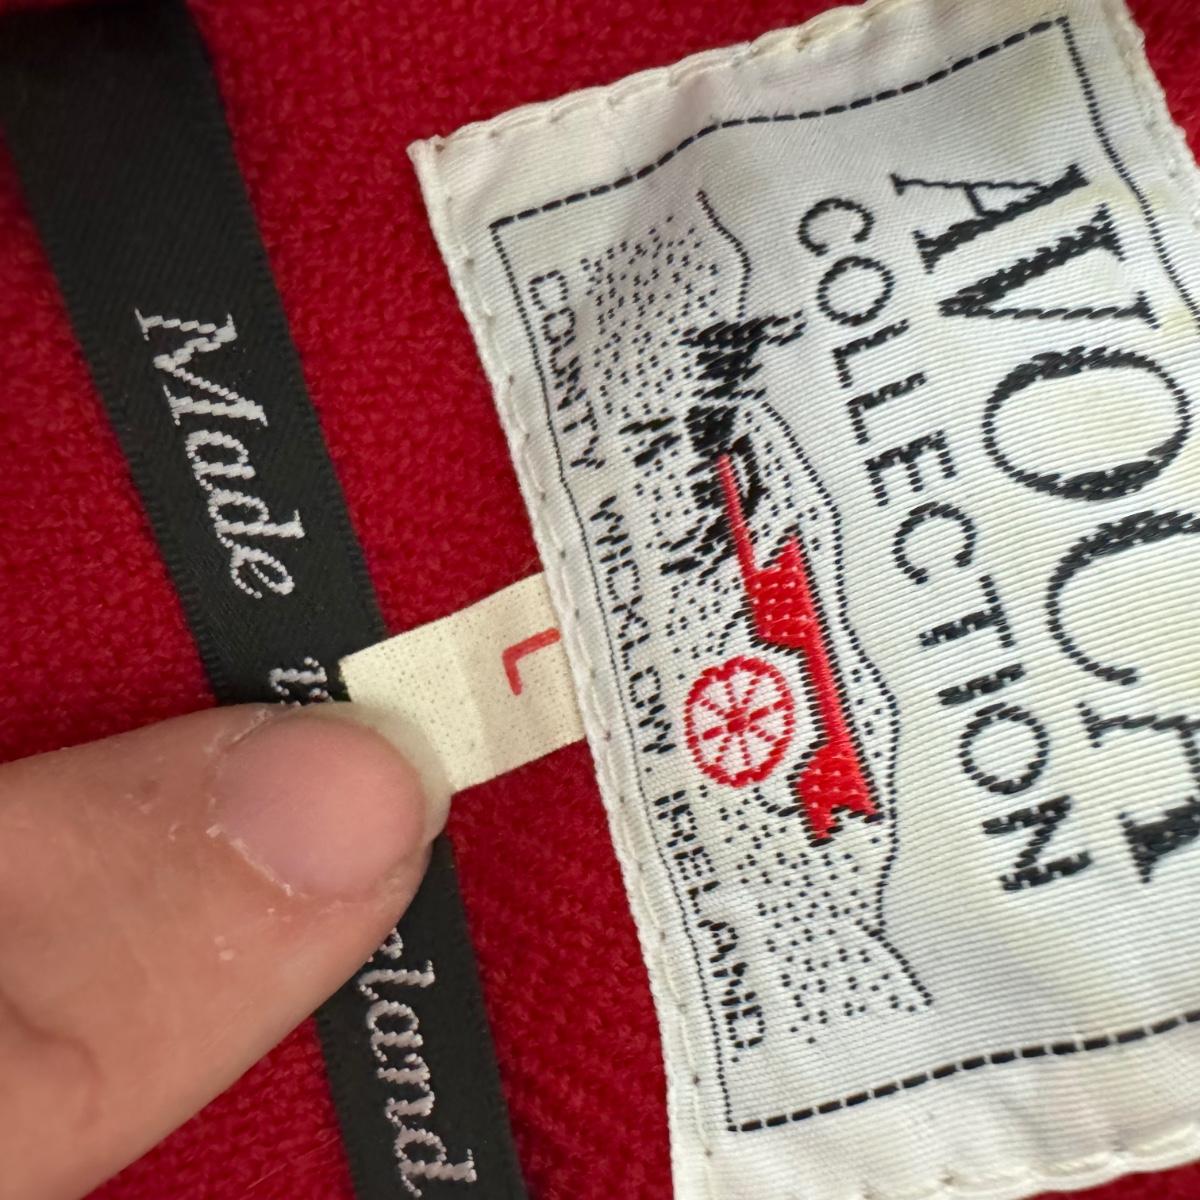 AVOCA
COLLECTION
COUNTY WICKLOW, IRELAND.
L
Made